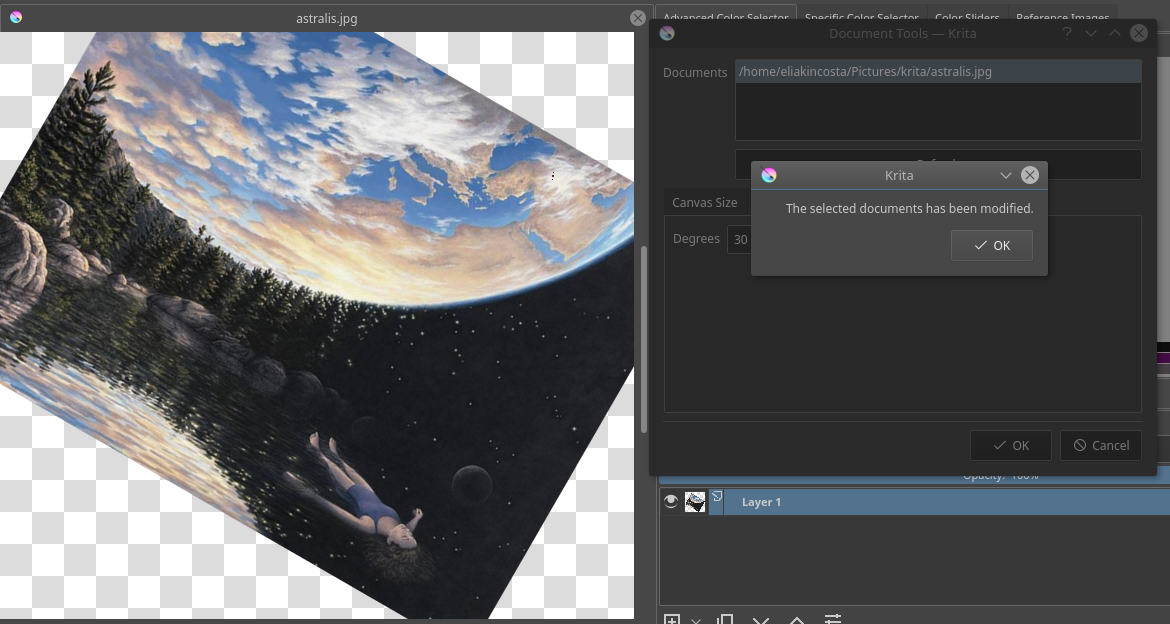 astralis.jpg
Advanced Color Selector
Specific Color Selector
Color Sliders
Reference Images
Document Tools — Krita
Documents
/home/eliakincosta/Pictures/krita/astralis.jpg
Krita
The selected documents has been modified.
OK
Canvas Size
Degrees
30
OK
Cancel
Opacity: 100%
Layer 1